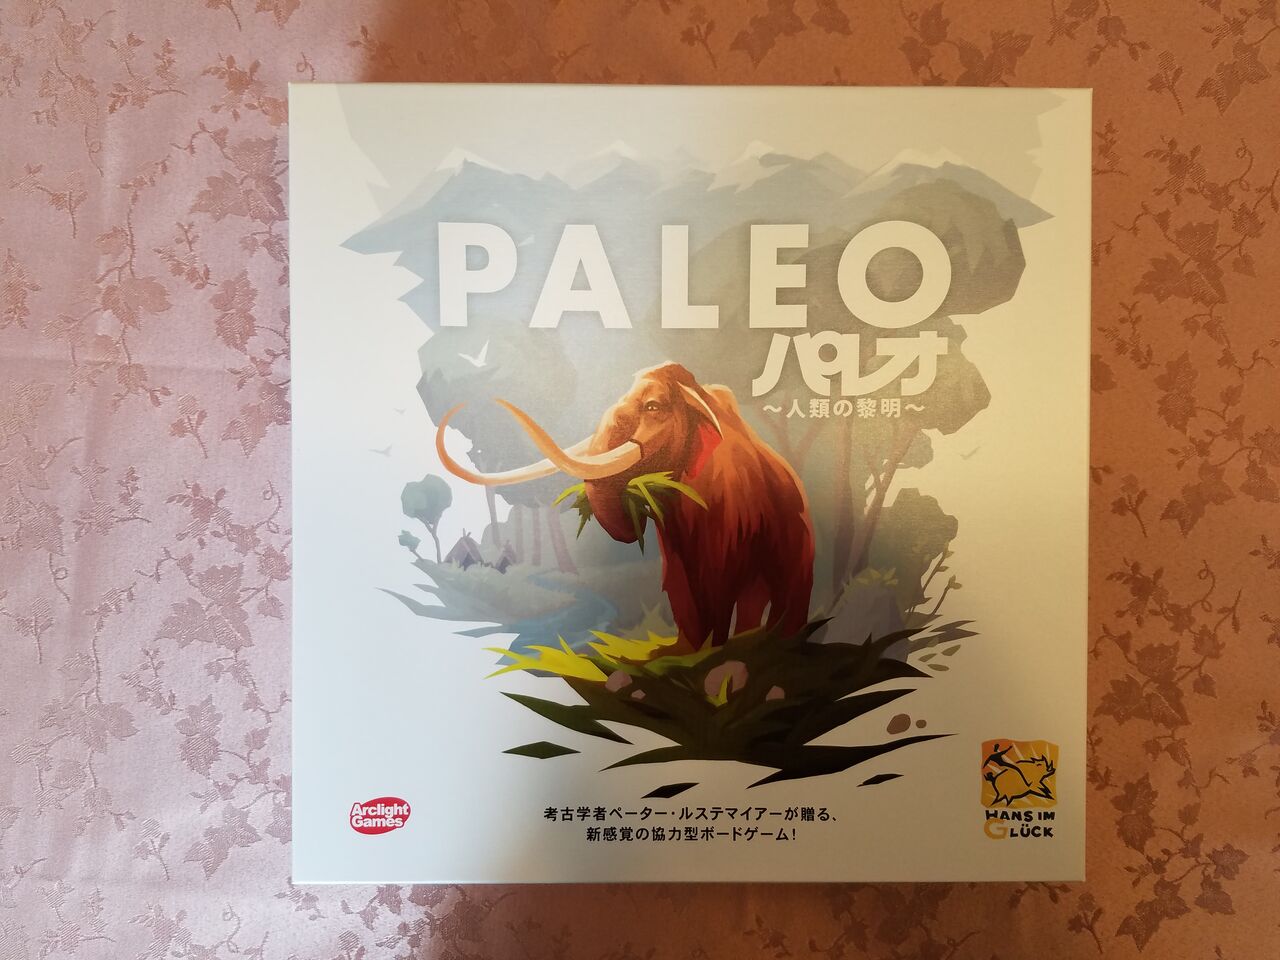 PALEO
パレオ
～人類の黎明～
Arclight
Games
考古学者ペーター・ルステマイアーが贈る、
新感覚の協力型ボードゲーム！
HANS IM
GLÜCK